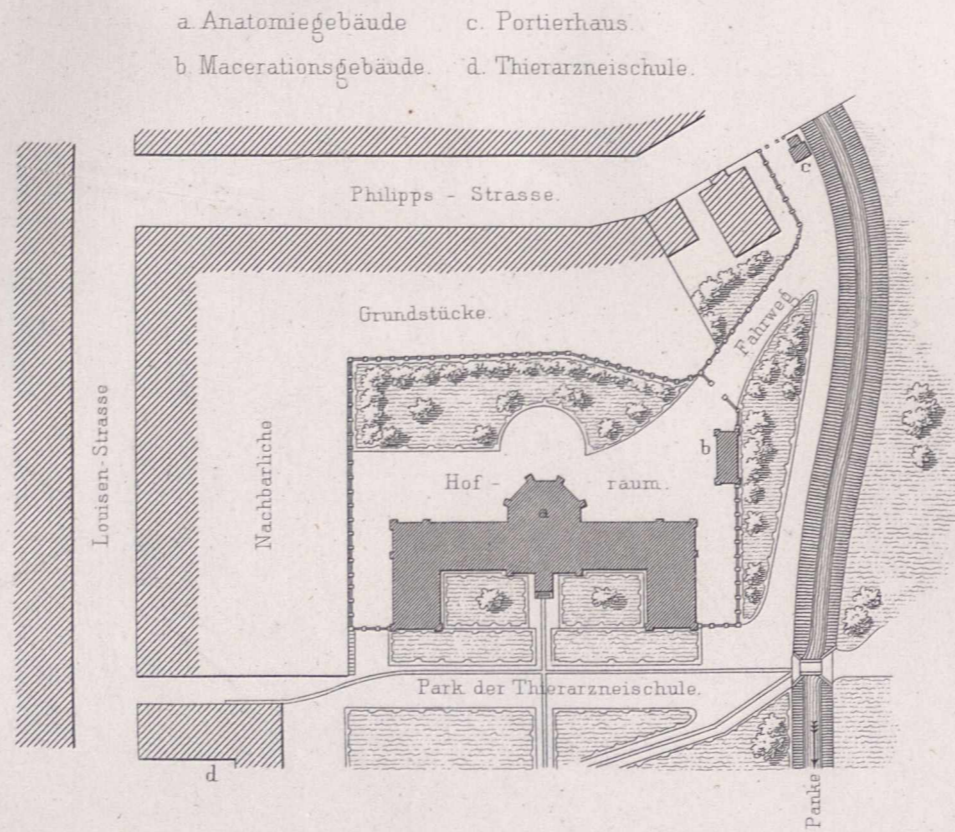 a. Anatomiegebäude c. Portierhaus.
b. Macerationsgebäude. d. Thierarzneischule.
Philipps - Strasse.
c
Grundstücke.
Fahrweg
Louisen-Strasse
Nachbarliche
b
Hof - raum.
a
Park der Thierarzneischule.
d
Panke